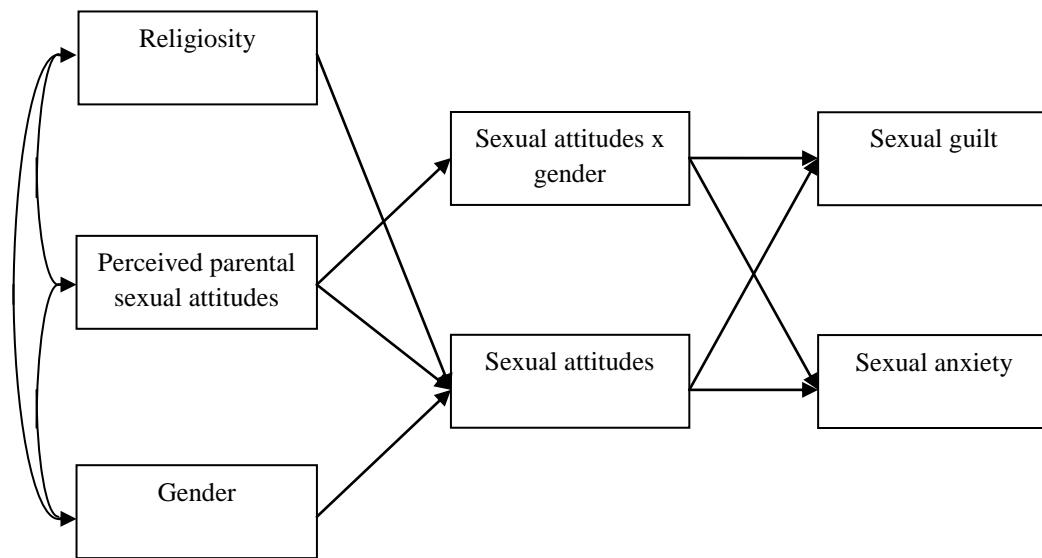 Religiosity
Sexual attitudes x
gender
Sexual guilt
Perceived parental
sexual attitudes
Sexual attitudes
Sexual anxiety
Gender